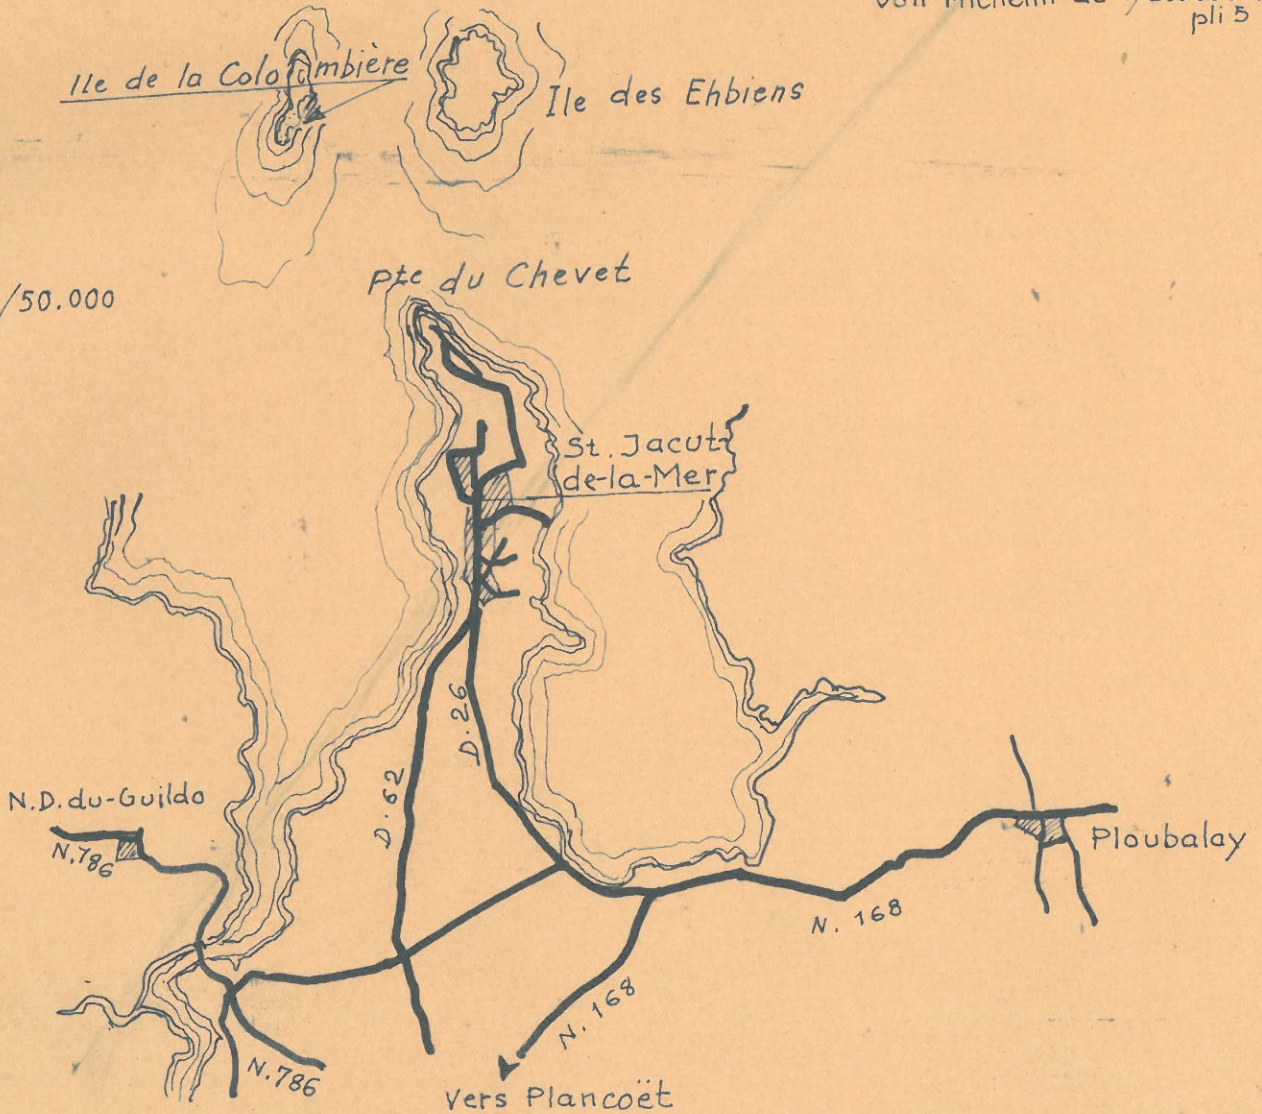 pli 5
Ile de la Colombière
Ile des Ehbiens
/50.000
Pte du Chevet
St. Jacut-
de-la-Mer
D. 26
D. 62
N.D. du-Guildo
N.786
Ploubalay
N. 168
N. 168
N.786
Vers Plancoët